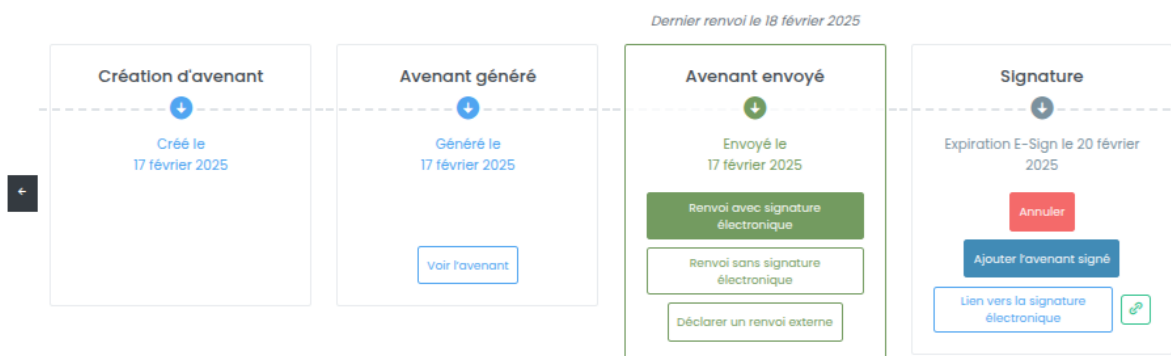 Dernier renvoi le 18 février 2025
Création d'avenant
Créé le
17 février 2025
Avenant généré
Généré le
17 février 2025
Voir l'avenant
Avenant envoyé
Envoyé le
17 février 2025
Renvoi avec signature
électronique
Renvoi sans signature
électronique
Déclarer un renvoi externe
Signature
Expiration E-Sign le 20 février
2025
Annuler
Ajouter l'avenant signé
Lien vers la signature
électronique